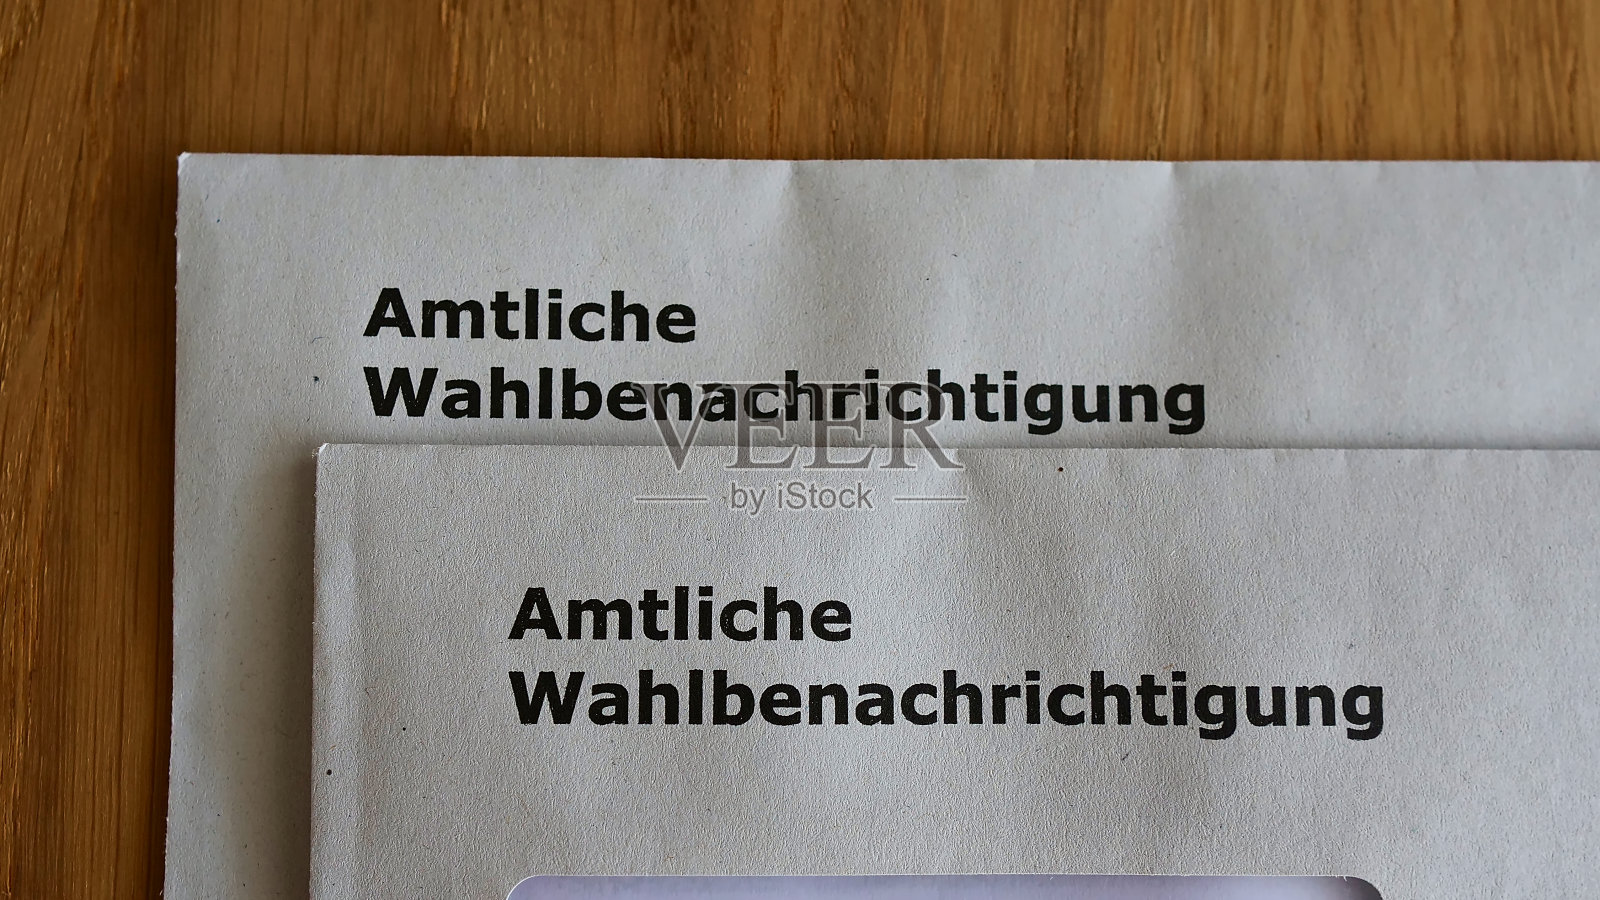 Amtliche
Wahlbenachrichtigung
VEER
by iStock
Amtliche
Wahlbenachrichtigung